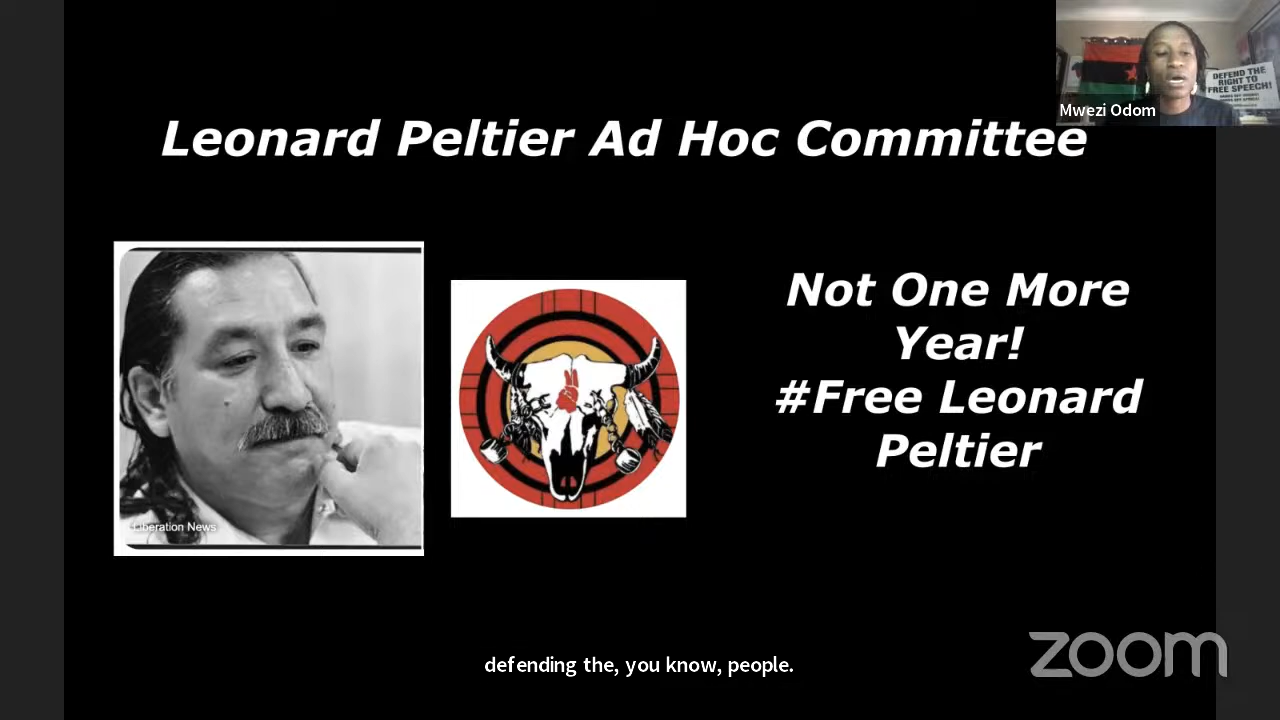 DEFEND THE
RIGHT TO
FREE SPEECH!
Mwezi Odom
Leonard Peltier Ad Hoc Committee
Not One More
Year!
#Free Leonard
Peltier
Liberation News
defending the, you know, people.
zoom